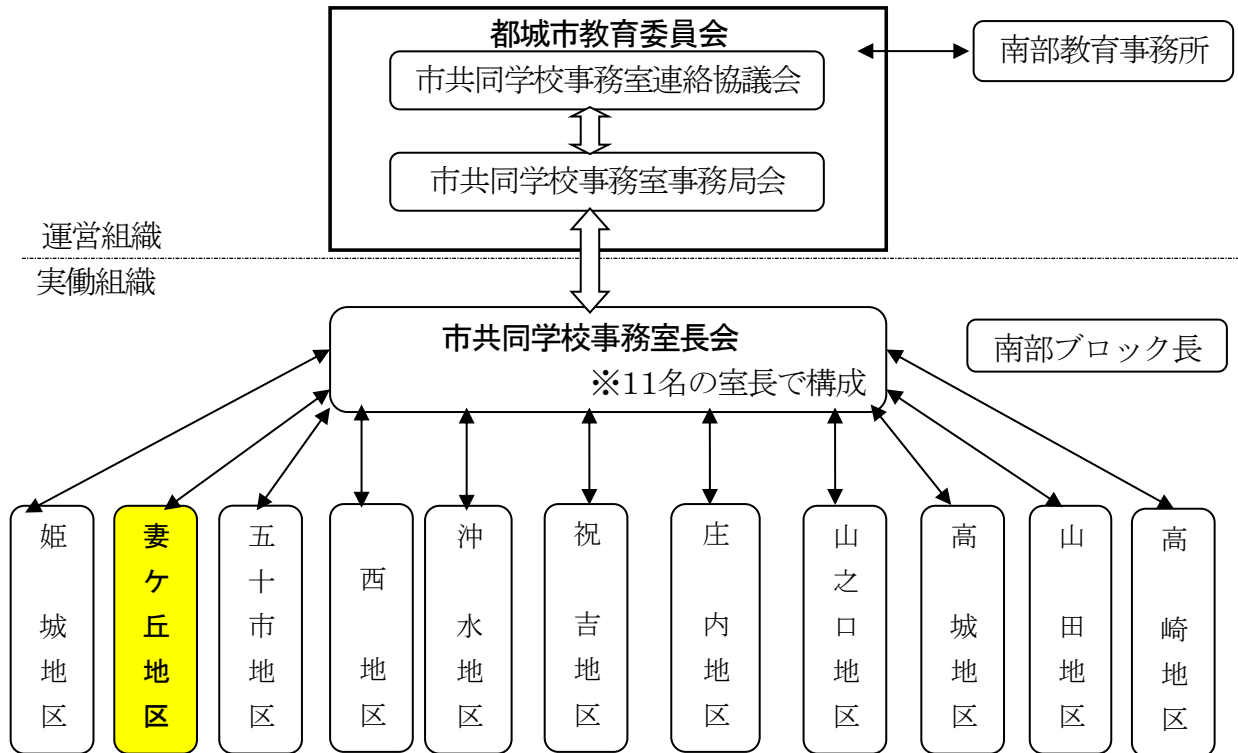 都城市教育委員会
南部教育事務所
市共同学校事務室連絡協議会
市共同学校事務室事務局会
運営組織
実働組織
市共同学校事務室長会
※11名の室長で構成
南部ブロック長
姫城地区
妻ケ丘地区
五十市地区
西地区
沖水地区
祝吉地区
庄内地区
山之口地区
高城地区
山田地区
高崎地区